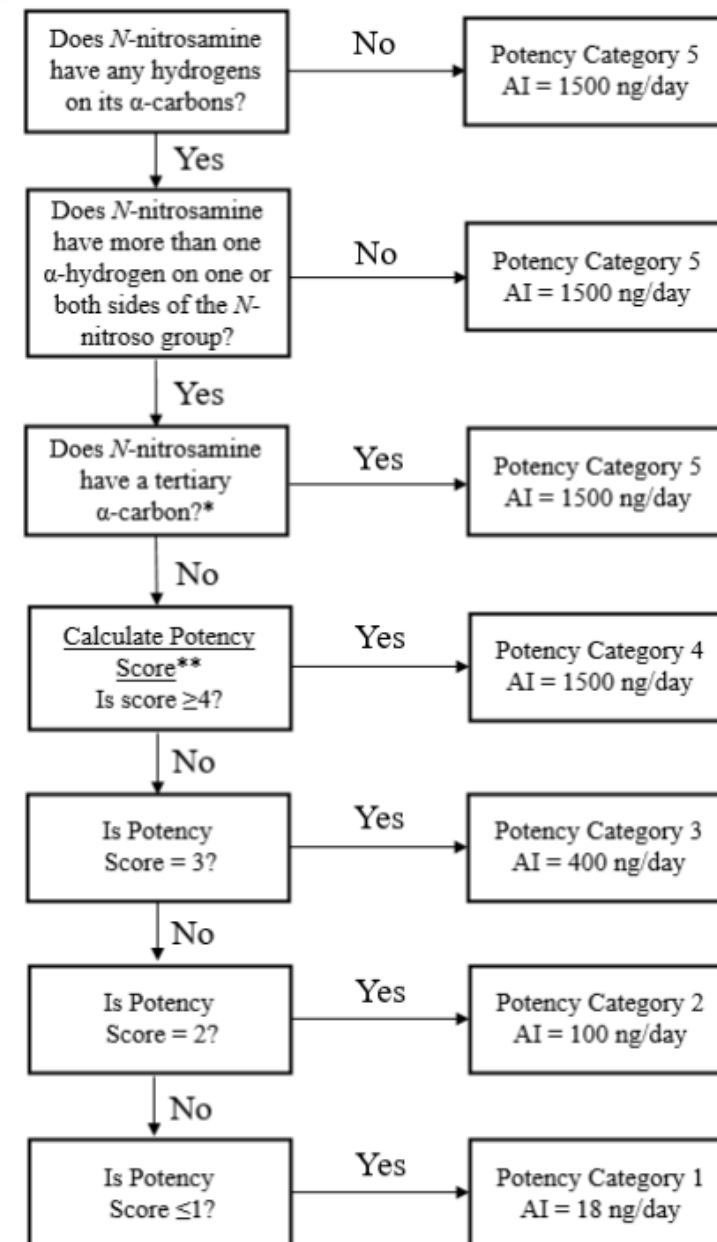 Does N-nitrosamine
have any hydrogens
on its α-carbons?
No
Potency Category 5
AI = 1500 ng/day
Yes
Does N-nitrosamine
have more than one
α-hydrogen on one or
both sides of the N-
nitroso group?
No
Potency Category 5
AI = 1500 ng/day
Yes
Does N-nitrosamine
have a tertiary
α-carbon?*
Yes
Potency Category 5
AI = 1500 ng/day
No
Calculate Potency
Score**
Is score ≥4?
Yes
Potency Category 4
AI = 1500 ng/day
No
Is Potency
Score = 3?
Yes
Potency Category 3
AI = 400 ng/day
No
Is Potency
Score = 2?
Yes
Potency Category 2
AI = 100 ng/day
No
Is Potency
Score ≤1?
Yes
Potency Category 1
AI = 18 ng/day